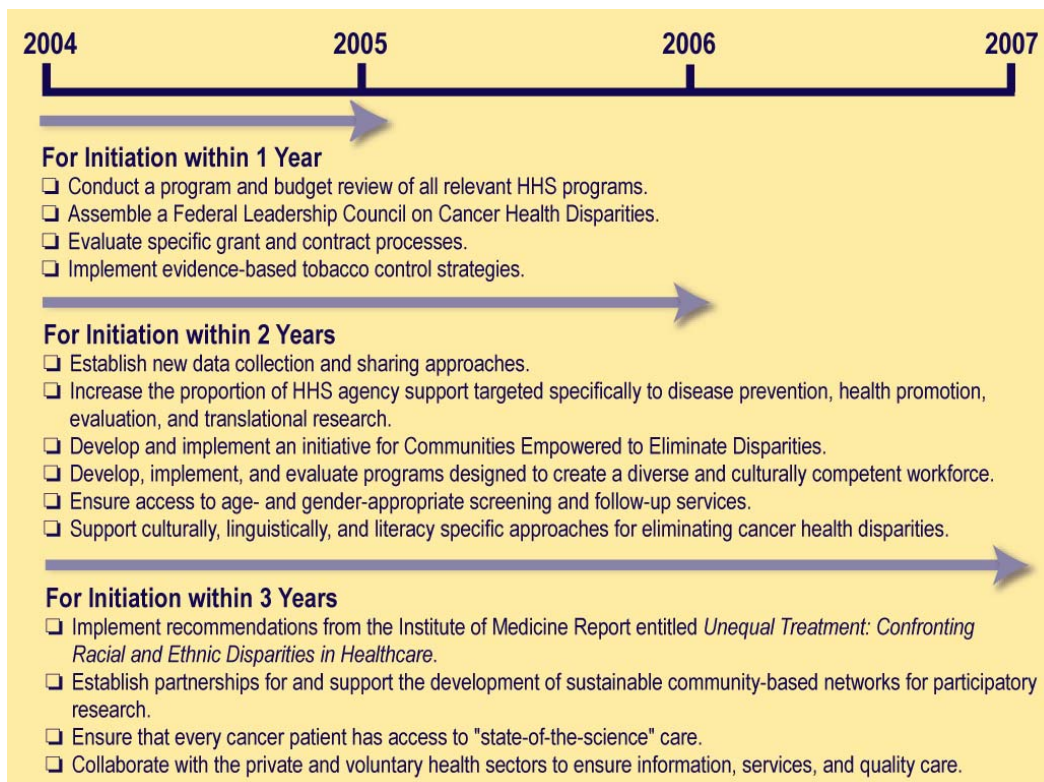 2004 2005 2006 2007
For Initiation within 1 Year
❏ Conduct a program and budget review of all relevant HHS programs.
❏ Assemble a Federal Leadership Council on Cancer Health Disparities.
❏ Evaluate specific grant and contract processes.
❏ Implement evidence-based tobacco control strategies.
For Initiation within 2 Years
❏ Establish new data collection and sharing approaches.
❏ Increase the proportion of HHS agency support targeted specifically to disease prevention, health promotion,
evaluation, and translational research.
❏ Develop and implement an initiative for Communities Empowered to Eliminate Disparities.
❏ Develop, implement, and evaluate programs designed to create a diverse and culturally competent workforce.
❏ Ensure access to age- and gender-appropriate screening and follow-up services.
❏ Support culturally, linguistically, and literacy specific approaches for eliminating cancer health disparities.
For Initiation within 3 Years
❏ Implement recommendations from the Institute of Medicine Report entitled Unequal Treatment: Confronting
Racial and Ethnic Disparities in Healthcare.
❏ Establish partnerships for and support the development of sustainable community-based networks for participatory
research.
❏ Ensure that every cancer patient has access to "state-of-the-science" care.
❏ Collaborate with the private and voluntary health sectors to ensure information, services, and quality care.